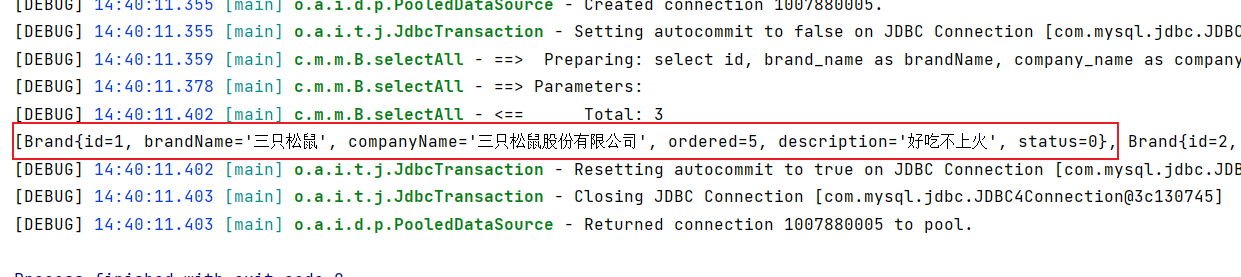 [DEBUG] 14:40:11.355 [main] o.a.i.d.p.PooledDataSource - Created connection 1007880005.
[DEBUG] 14:40:11.355 [main] o.a.i.t.j.JdbcTransaction - Setting autocommit to false on JDBC Connection [com.mysql.jdbc.JDBC
[DEBUG] 14:40:11.359 [main] c.m.m.B.selectAll - ==>  Preparing: select id, brand_name as brandName, company_name as company
[DEBUG] 14:40:11.378 [main] c.m.m.B.selectAll - ==> Parameters:
[DEBUG] 14:40:11.402 [main] c.m.m.B.selectAll - <==      Total: 3
[Brand{id=1, brandName='三只松鼠', companyName='三只松鼠股份有限公司', ordered=5, description='好吃不上火', status=0}, Brand{id=2,
[DEBUG] 14:40:11.402 [main] o.a.i.t.j.JdbcTransaction - Resetting autocommit to true on JDBC Connection [com.mysql.jdbc.JDB
[DEBUG] 14:40:11.403 [main] o.a.i.t.j.JdbcTransaction - Closing JDBC Connection [com.mysql.jdbc.JDBC4Connection@3c130745]
[DEBUG] 14:40:11.403 [main] o.a.i.d.p.PooledDataSource - Returned connection 1007880005 to pool.
Process finished with exit code 0